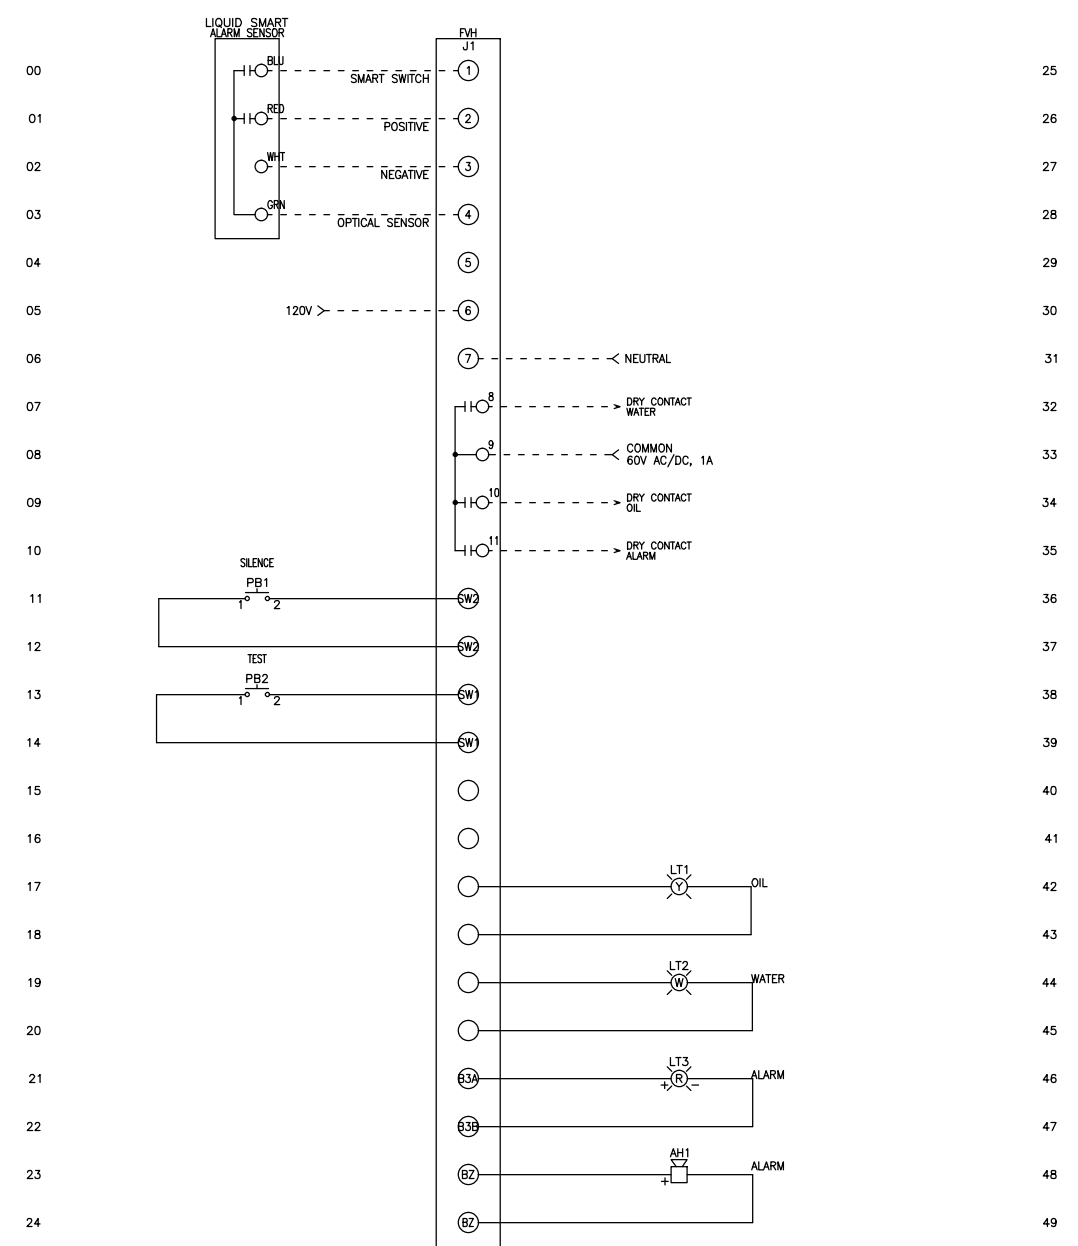 LIQUID SMART
ALARM SENSOR
FVH
J1
00
BLU
SMART SWITCH
1
25
01
RED
POSITIVE
2
26
02
WHT
NEGATIVE
3
27
03
GRN
OPTICAL SENSOR
4
28
04
5
29
05
120V
6
30
06
7
NEUTRAL
31
07
8
DRY CONTACT
WATER
32
08
9
COMMON
60V AC/DC, 1A
33
09
10
DRY CONTACT
OIL
34
10
11
DRY CONTACT
ALARM
35
SILENCE
PB1
11
1 2
SW2
36
12
SW2
37
TEST
PB2
13
1 2
SW1
38
14
SW1
39
15
40
16
41
LT1
17
Y
OIL
42
18
43
LT2
19
W
WATER
44
20
45
LT3
21
B3A
+ R -
ALARM
46
22
B3B
47
AH1
23
BZ
+
ALARM
48
24
BZ
49